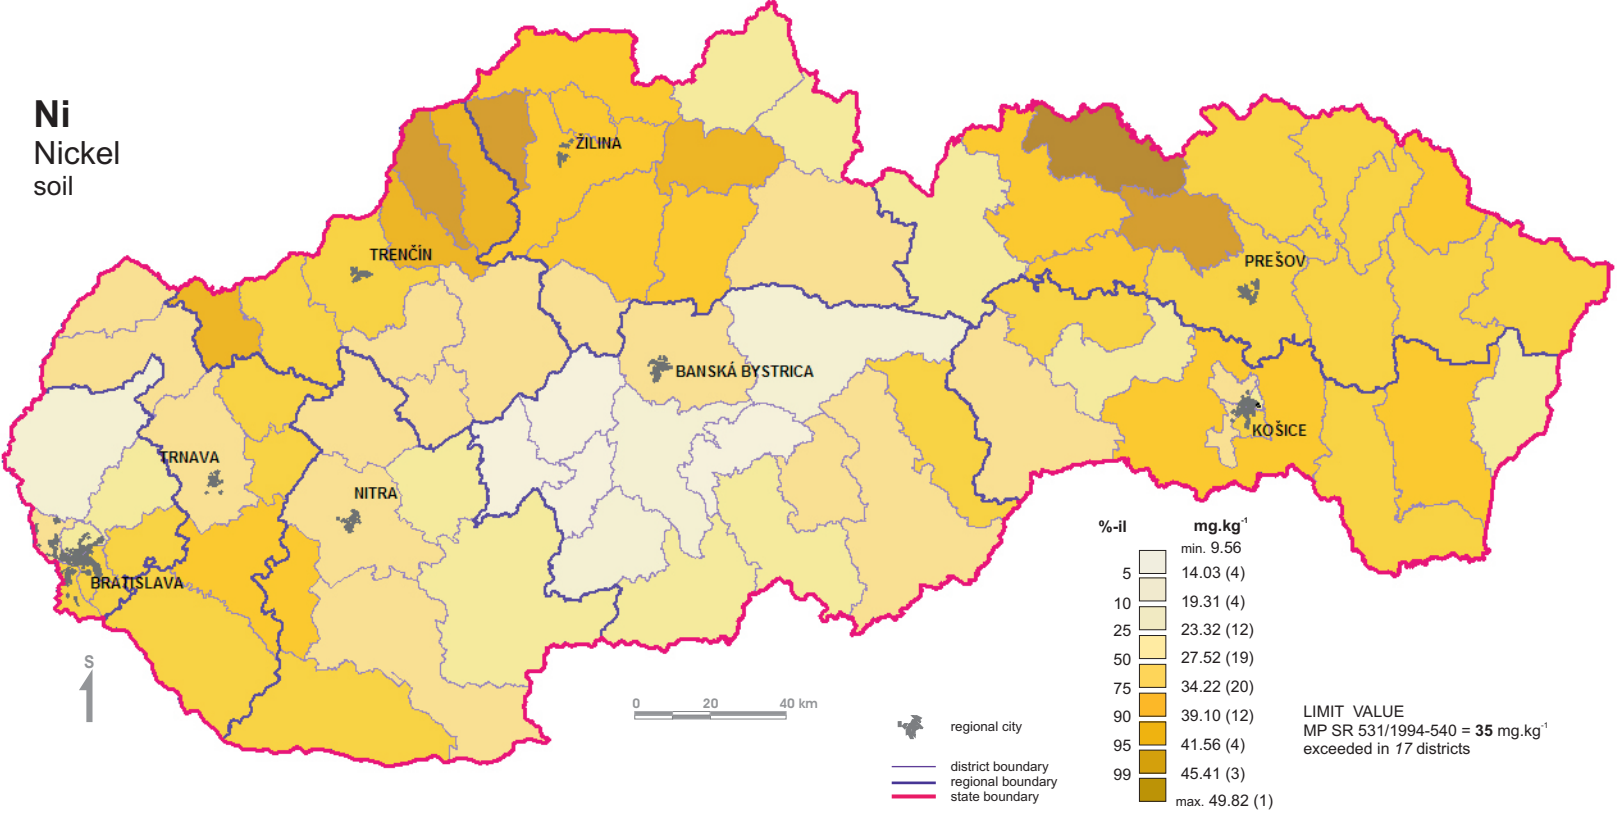 Ni
Nickel
soil
ŽILINA
TRENČÍN
PREŠOV
BANSKÁ BYSTRICA
KOŠICE
TRNAVA
NITRA
BRATISLAVA
S
0 20 40 km
regional city
district boundary
regional boundary
state boundary
%-il mg.kg⁻¹
min. 9.56
5 14.03 (4)
10 19.31 (4)
25 23.32 (12)
50 27.52 (19)
75 34.22 (20)
90 39.10 (12)
95 41.56 (4)
99 45.41 (3)
max. 49.82 (1)
LIMIT VALUE
MP SR 531/1994-540 = 35 mg.kg⁻¹
exceeded in 17 districts